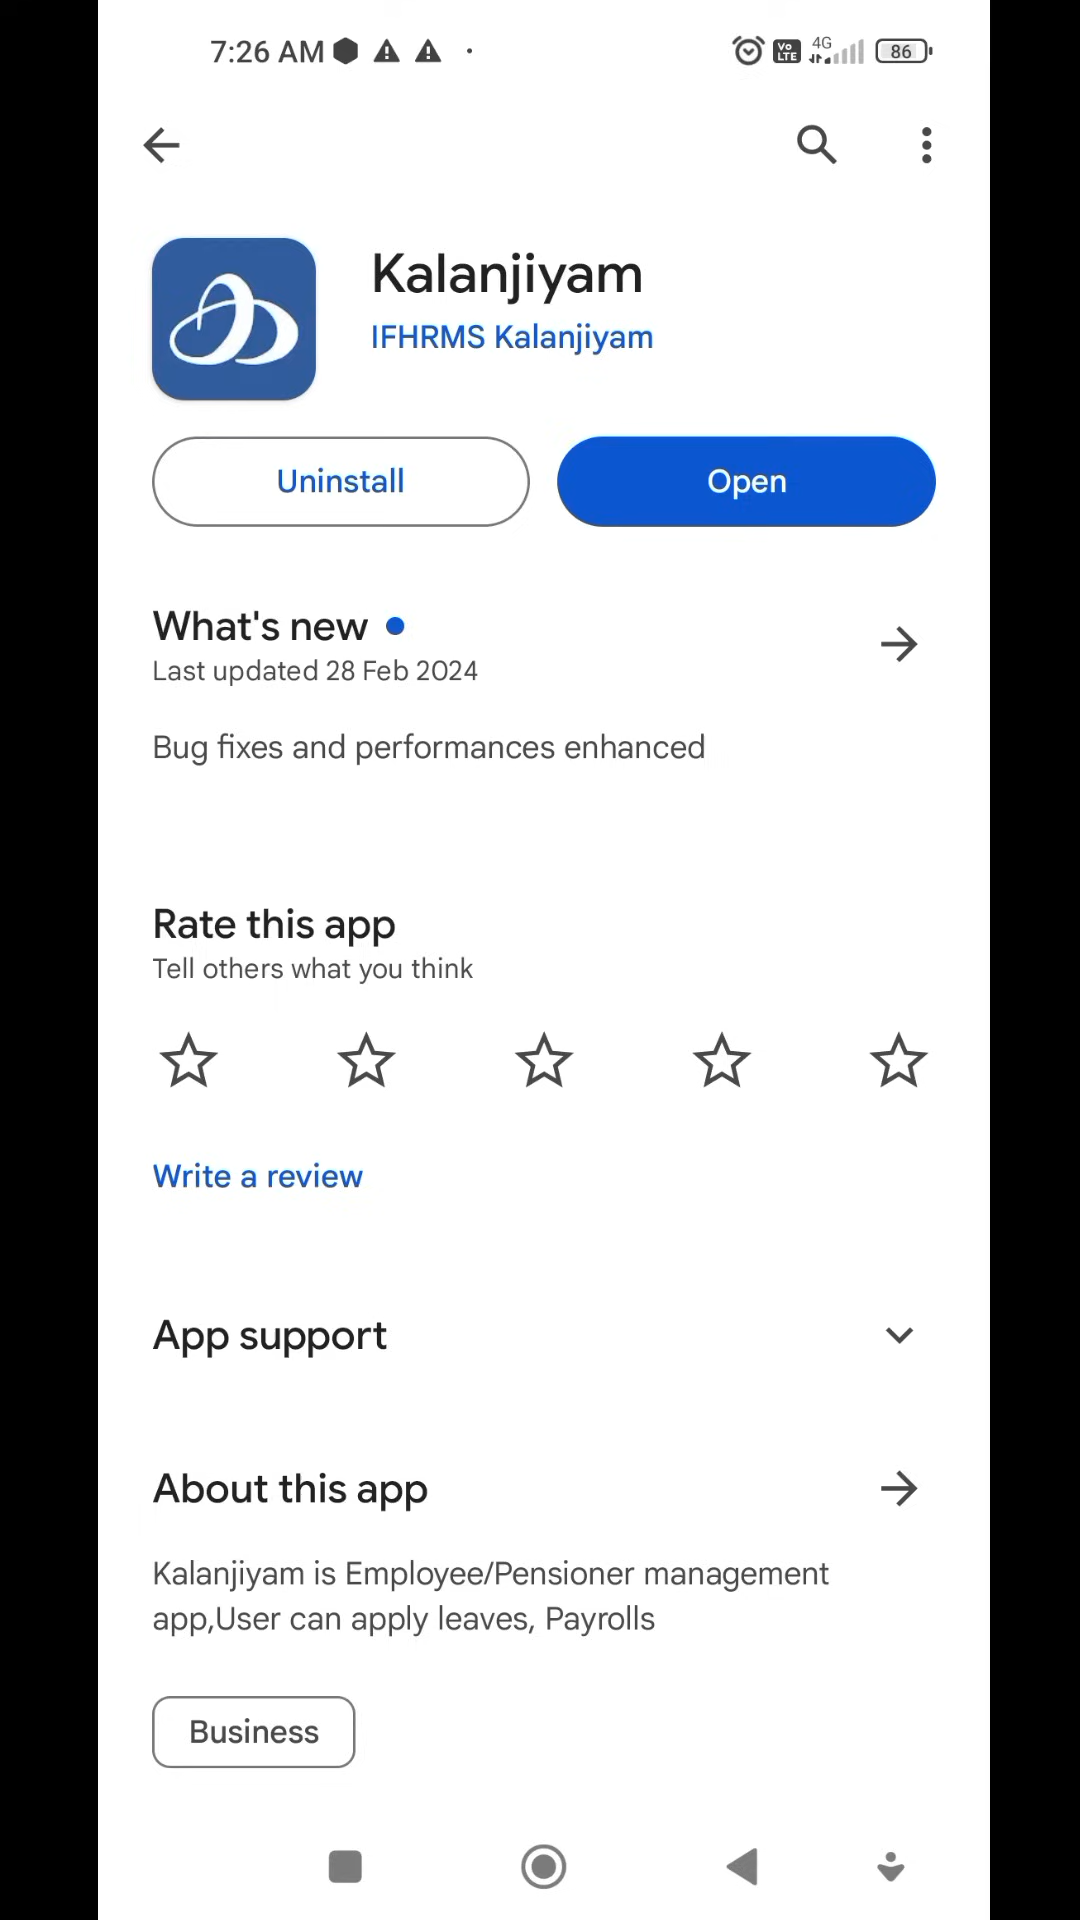 7:26 AM
Vo LTE 4G 86
Kalanjiyam
IFHRMS Kalanjiyam
Uninstall
Open
What's new
Last updated 28 Feb 2024
Bug fixes and performances enhanced
Rate this app
Tell others what you think
Write a review
App support
About this app
Kalanjiyam is Employee/Pensioner management
app,User can apply leaves, Payrolls
Business